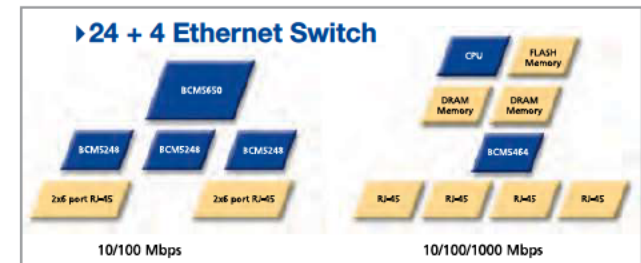 24 + 4 Ethernet Switch
BCM5650
BCM5248 BCM5248 BCM5248
2x6 port RJ-45 2x6 port RJ-45
10/100 Mbps
CPU FLASH Memory
DRAM Memory DRAM Memory
BCM5464
RJ-45 RJ-45 RJ-45 RJ-45
10/100/1000 Mbps